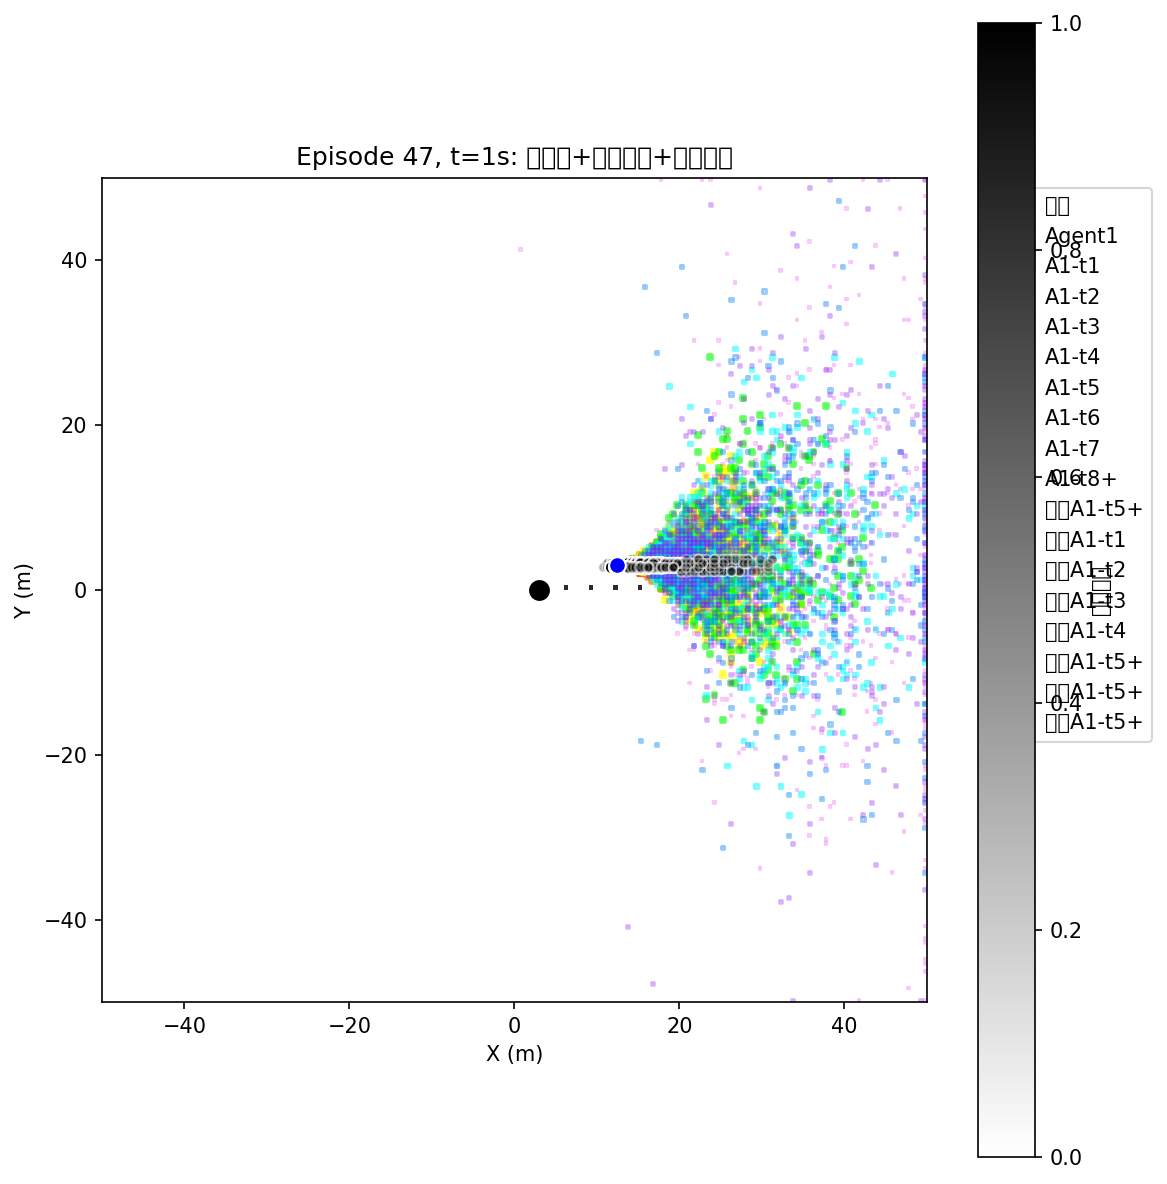 Episode 47, t=1s:
1.0
0.8
0.6
0.4
0.2
0.0
Agent1
A1-t1
A1-t2
A1-t3
A1-t4
A1-t5
A1-t6
A1-t7
A1-t8+
A1-t5+
A1-t1
A1-t2
A1-t3
A1-t4
A1-t5+
A1-t5+
A1-t5+
Y (m)
40
20
0
−20
−40
−40
−20
0
20
40
X (m)